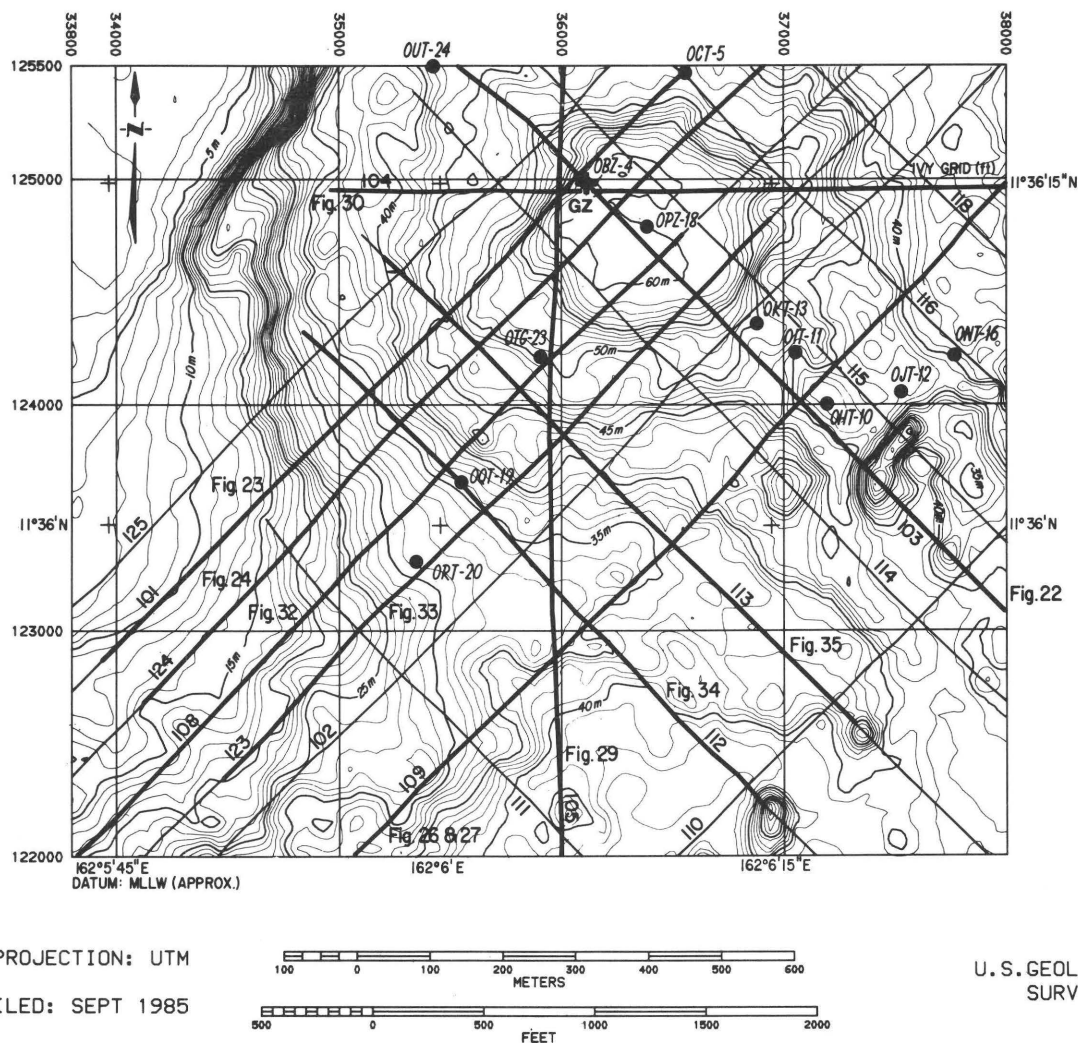 33800
34000
35000
36000
37000
38000
OUT-24
OCT-5
125500
5m
N
OBZ-4
IVY GRID (ft)
125000
104
11°36'15"N
Fig. 30
GZ
118
40m
40m
OPZ-18
60m
OKT-13
116
OTG-23
OIT-11
ONT-16
10m
50m
115
OJT-12
OHT-10
124000
45m
Fig. 23
OQT-19
35m
125
40m
11°36'N
35m
103
ORT-20
114
101
Fig. 24
113
Fig. 22
Fig. 32
Fig. 33
123000
Fig. 35
124
15m
25m
Fig. 34
40m
108
112
123
102
Fig. 29
109
111
105
110
Fig. 26 & 27
122000
162°5'45"E
162°6'E
162°6'15"E
DATUM: MLLW (APPROX.)
PROJECTION: UTM
100 0 100 200 300 400 500 600
METERS
U.S.GEOL
ILED: SEPT 1985
SURV
500 0 500 1000 1500 2000
FEET